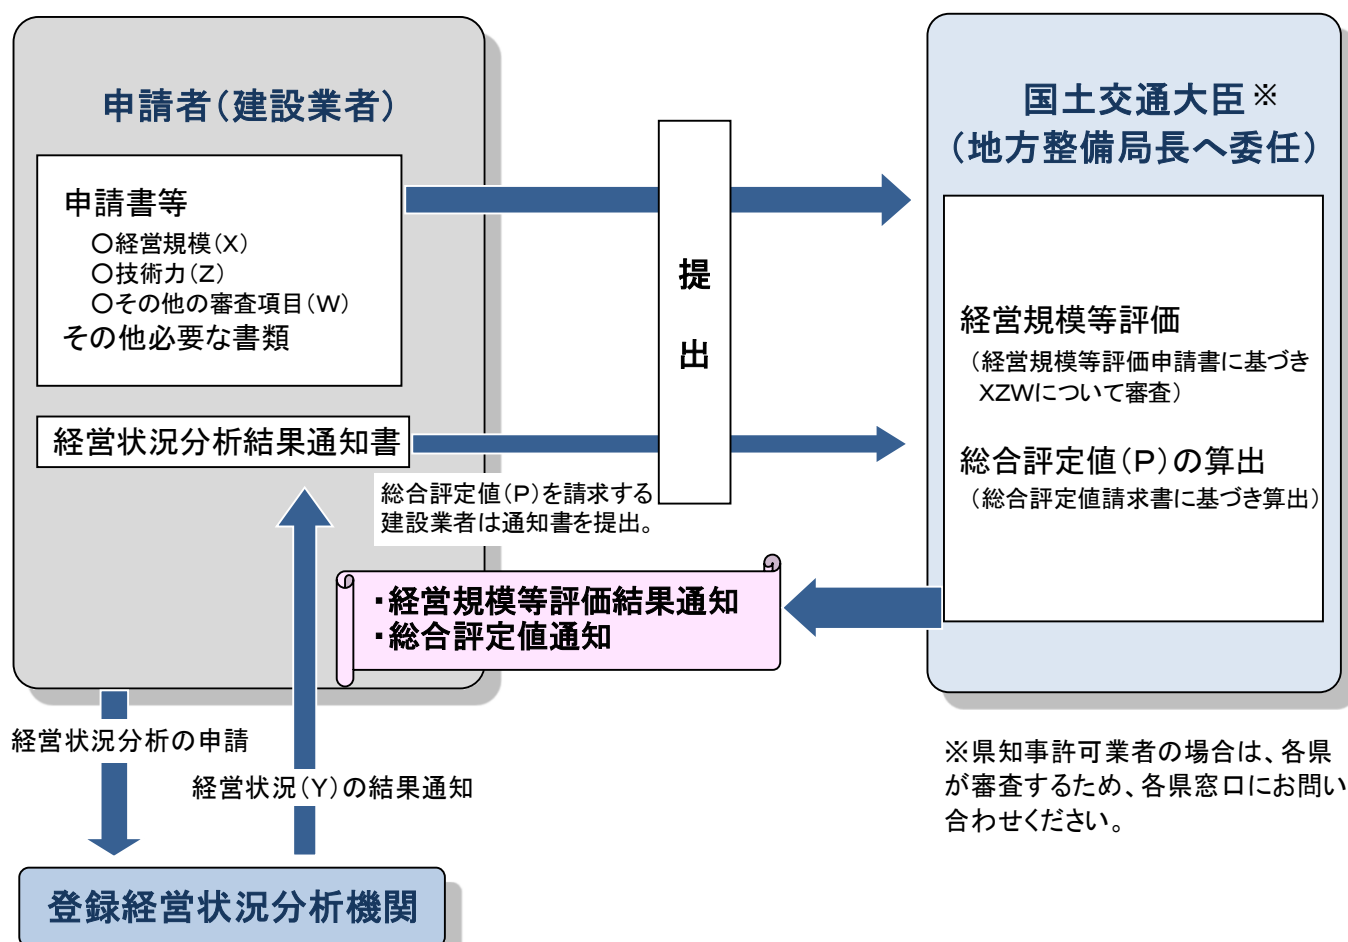 申請者(建設業者)
申請書等
○経営規模(X)
○技術力(Z)
○その他の審査項目(W)
その他必要な書類
経営状況分析結果通知書
提
出
総合評定値(P)を請求する
建設業者は通知書を提出。
国土交通大臣※
(地方整備局長へ委任)
経営規模等評価
(経営規模等評価申請書に基づき
XZWについて審査)
総合評定値(P)の算出
(総合評定値請求書に基づき算出)
・経営規模等評価結果通知
・総合評定値通知
経営状況分析の申請
経営状況(Y)の結果通知
登録経営状況分析機関
※県知事許可業者の場合は、各県
が審査するため、各県窓口にお問い
合わせください。